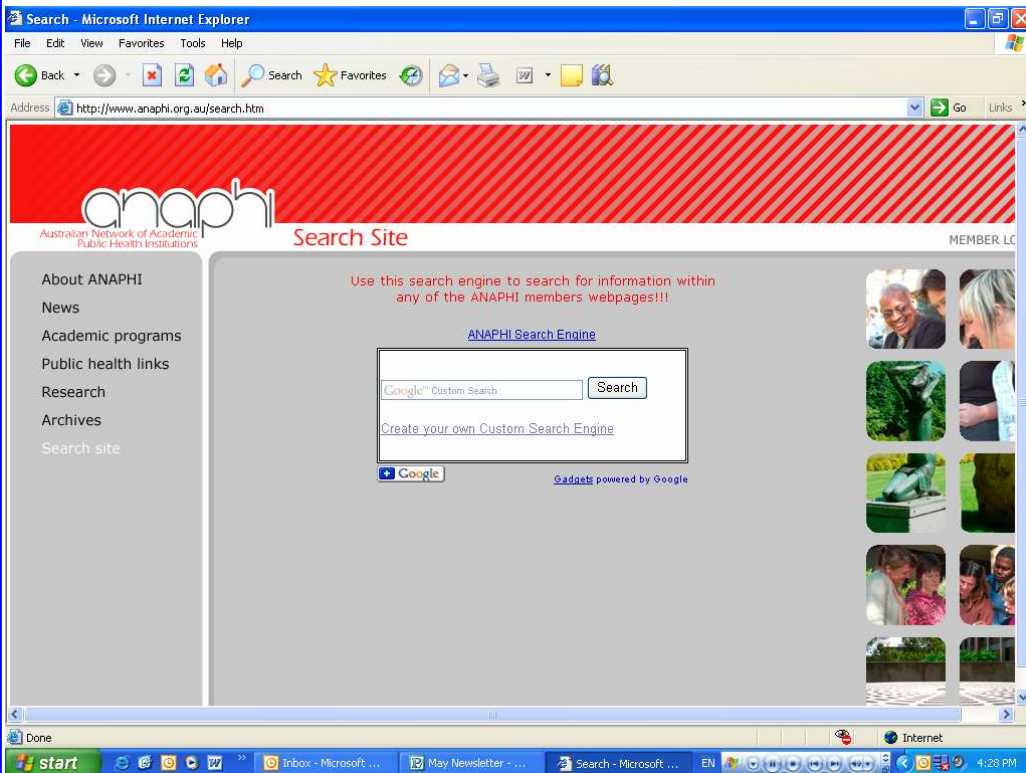 Search - Microsoft Internet Explorer
File Edit View Favorites Tools Help
Back Search Favorites
Address http://www.anaphi.org.au/search.htm Go Links
anaphi
Australian Network of Academic
Public Health Institutions
Search Site
MEMBER LO
About ANAPHI
News
Academic programs
Public health links
Research
Archives
Search site
Use this search engine to search for information within
any of the ANAPHI members webpages!!!
ANAPHI Search Engine
Google™ Custom Search Search
Create your own Custom Search Engine
Google
Gadgets powered by Google
Done Internet
start Inbox - Microsoft ... May Newsletter - ... Search - Microsoft ... EN 4:28 PM